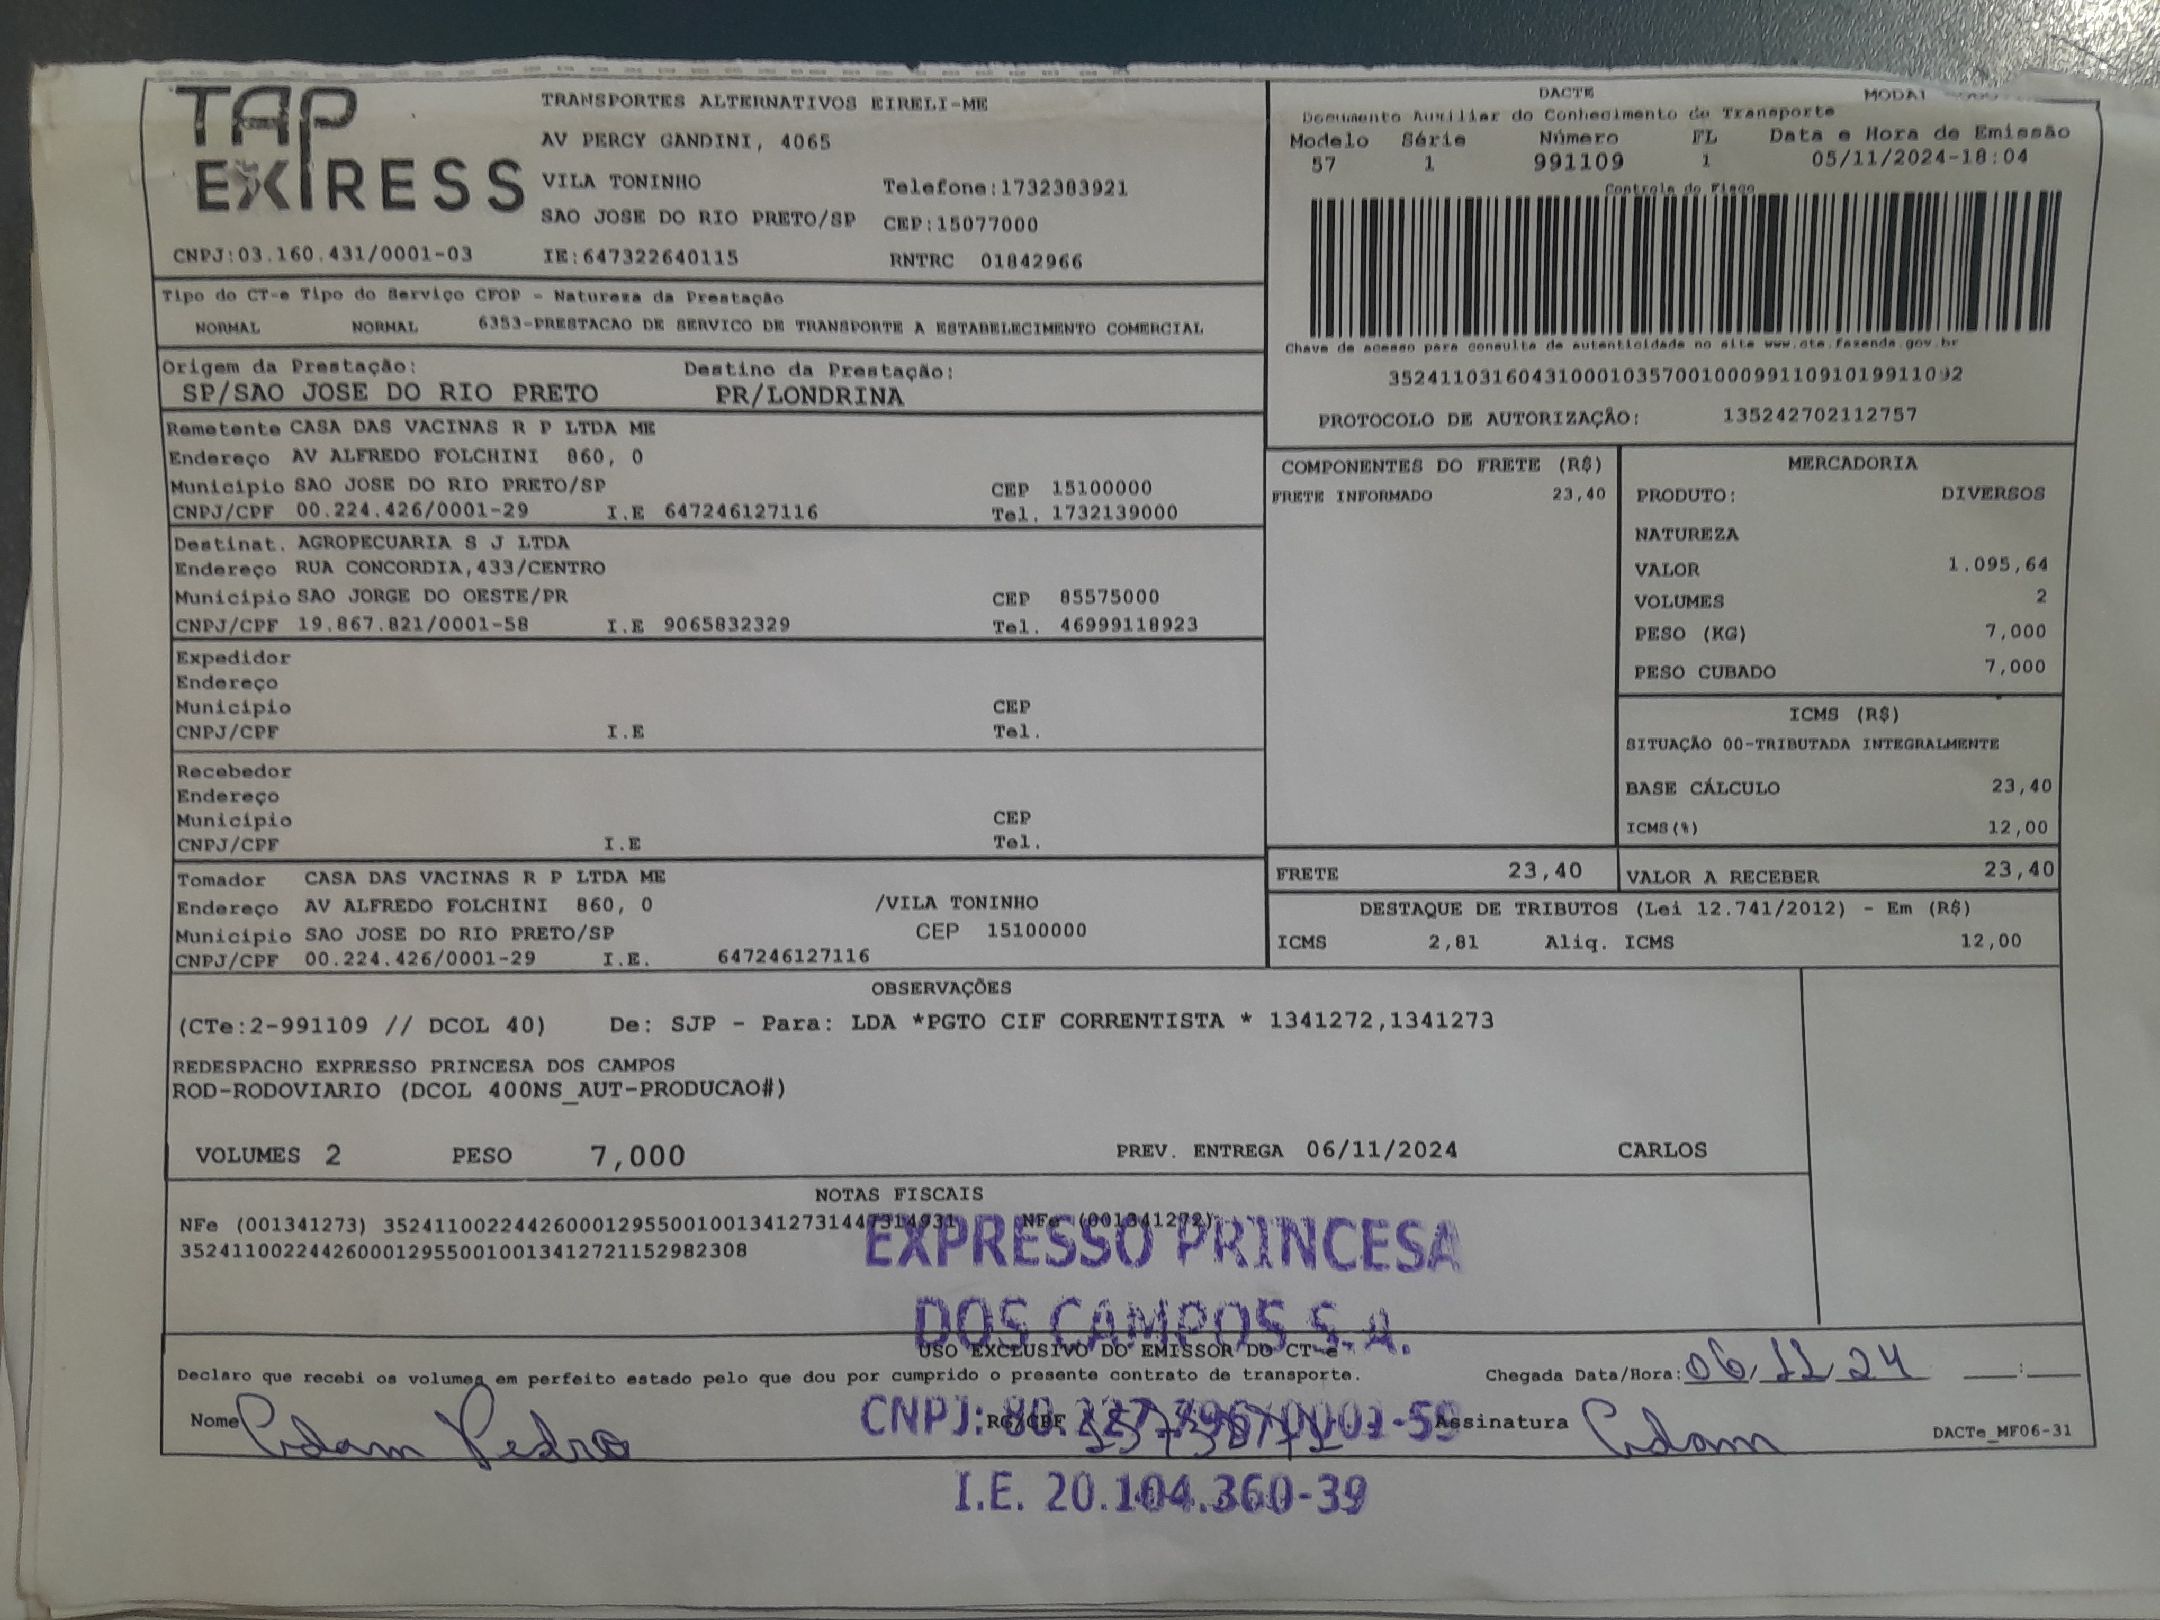 TAP
EXPRESS
TRANSPORTES ALTERNATIVOS EIRELI-ME
AV PERCY GANDINI, 4065
VILA TONINHO Telefone:1732383921
SAO JOSE DO RIO PRETO/SP CEP:15077000
CNPJ:03.160.431/0001-03 IE:647322640115 RNTRC 01842966
DACTE
Documento Auxiliar do Conhecimento de Transporte
Modelo Série Número FL Data e Hora de Emissão
57 1 991109 1 05/11/2024-18:04
Controle do Fisco
Chave de acesso para consulta de autenticidade no site www.cte.fazenda.gov.br
PROTOCOLO DE AUTORIZAÇÃO: 135242702112757
Tipo do CT-e Tipo do Serviço CFOP - Natureza da Prestação
NORMAL NORMAL 6353-PRESTACAO DE SERVICO DE TRANSPORTE A ESTABELECIMENTO COMERCIAL
Origem da Prestação: Destino da Prestação:
SP/SAO JOSE DO RIO PRETO PR/LONDRINA
Remetente CASA DAS VACINAS R P LTDA ME
Endereço AV ALFREDO FOLCHINI 860, 0
Municipio SAO JOSE DO RIO PRETO/SP CEP 15100000
CNPJ/CPF 00.224.426/0001-29 I.E 647246127116 Tel. 1732139000
Destinat. AGROPECUARIA S J LTDA
Endereço RUA CONCORDIA,433/CENTRO
Municipio SAO JORGE DO OESTE/PR CEP 85575000
CNPJ/CPF 19.867.821/0001-58 I.E 9065832329 Tel. 46999118923
Expedidor
Endereço
Municipio CEP
CNPJ/CPF I.E Tel.
Recebedor
Endereço
Municipio CEP
CNPJ/CPF I.E Tel.
Tomador CASA DAS VACINAS R P LTDA ME
Endereço AV ALFREDO FOLCHINI 860, 0 /VILA TONINHO
Municipio SAO JOSE DO RIO PRETO/SP CEP 15100000
CNPJ/CPF 00.224.426/0001-29 I.E. 647246127116
COMPONENTES DO FRETE (R$)
FRETE INFORMADO 23,40
MERCADORIA
PRODUTO: DIVERSOS
NATUREZA
VALOR 1.095,64
VOLUMES 2
PESO (KG) 7,000
PESO CUBADO 7,000
ICMS (R$)
SITUAÇÃO 00-TRIBUTADA INTEGRALMENTE
BASE CÁLCULO 23,40
ICMS(%) 12,00
FRETE 23,40 VALOR A RECEBER 23,40
DESTAQUE DE TRIBUTOS (Lei 12.741/2012) - Em (R$)
ICMS 2,81 Aliq. ICMS 12,00
OBSERVAÇÕES
(CTe:2-991109 // DCOL 40) De: SJP - Para: LDA *PGTO CIF CORRENTISTA * 1341272,1341273
REDESPACHO EXPRESSO PRINCESA DOS CAMPOS
ROD-RODOVIARIO (DCOL 400NS_AUT-PRODUCAO#)
VOLUMES 2 PESO 7,000 PREV. ENTREGA 06/11/2024 CARLOS
NOTAS FISCAIS
NFe (001341273) NFe (001341272)
35241100224426000129550010013412721152982308
EXPRESSO PRINCESA
DOS CAMPOS S.A.
USO EXCLUSIVO DO EMISSOR DO CT-e
Declaro que recebi os volumes em perfeito estado pelo que dou por cumprido o presente contrato de transporte. Chegada Data/Hora: 06/11/24 ___:___
CNPJ:
Nome Adam Pedro RG/CPF Assinatura Adam DACTe_MF06-31
I.E. 20.104.360-39